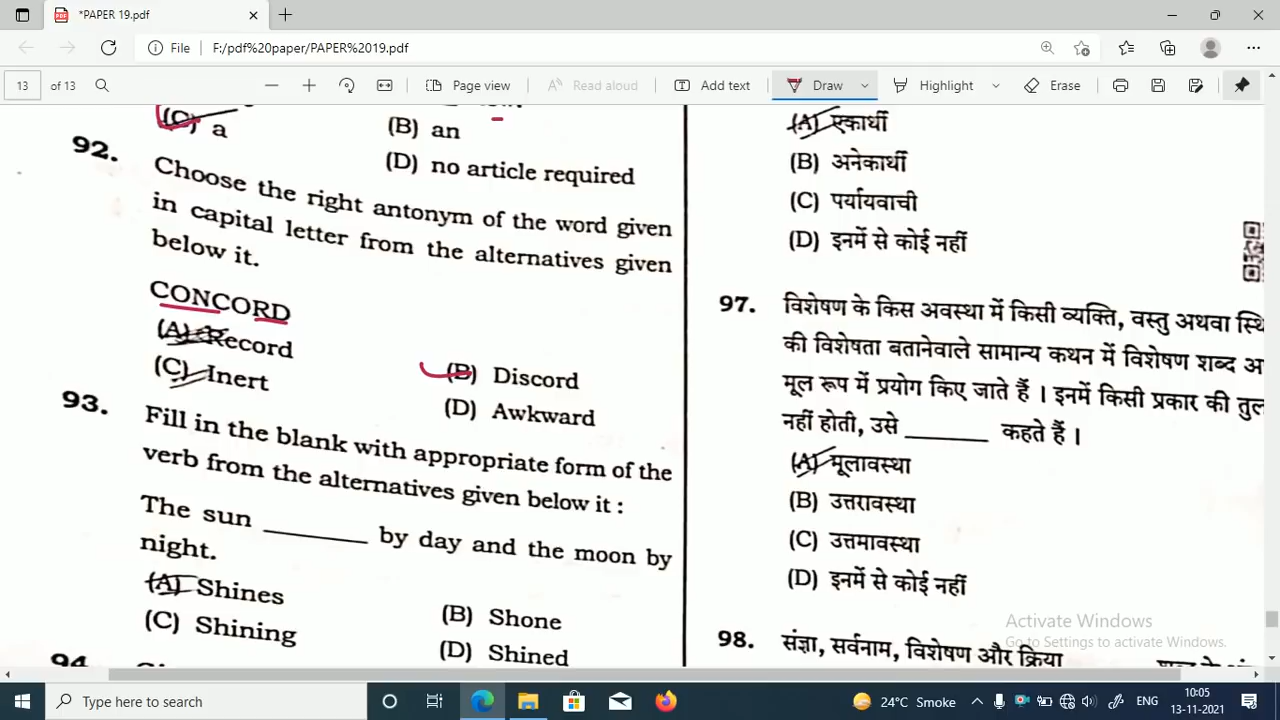 *PAPER 19.pdf
File
F:/pdf%20paper/PAPER%2019.pdf
13 of 13
Page view
Read aloud
Add text
Draw
Highlight
Erase
(C) a
(B) an
(D) no article required
92. Choose the right antonym of the word given
in capital letter from the alternatives given
below it.
CONCORD
(A) Record
(B) Discord
(C) Inert
(D) Awkward
93. Fill in the blank with appropriate form of the
verb from the alternatives given below it :
The sun ________ by day and the moon by
night.
(A) Shines
(B) Shone
(C) Shining
(D) Shined
94.
(A) एकार्थी
(B) अनेकार्थी
(C) पर्यायवाची
(D) इनमें से कोई नहीं
97. विशेषण के किस अवस्था में किसी व्यक्ति, वस्तु अथवा
की विशेषता बतानेवाले सामान्य कथन में विशेषण शब्द
मूल रूप में प्रयोग किए जाते हैं । इनमें किसी प्रकार की
नहीं होती, उसे ________ कहते हैं ।
(A) मूलावस्था
(B) उत्तरावस्था
(C) उत्तमावस्था
(D) इनमें से कोई नहीं
98. संज्ञा, सर्वनाम, विशेषण और क्रिया
Activate Windows
Go to Settings to activate Windows.
Type here to search
24°C Smoke
ENG
10:05
13-11-2021